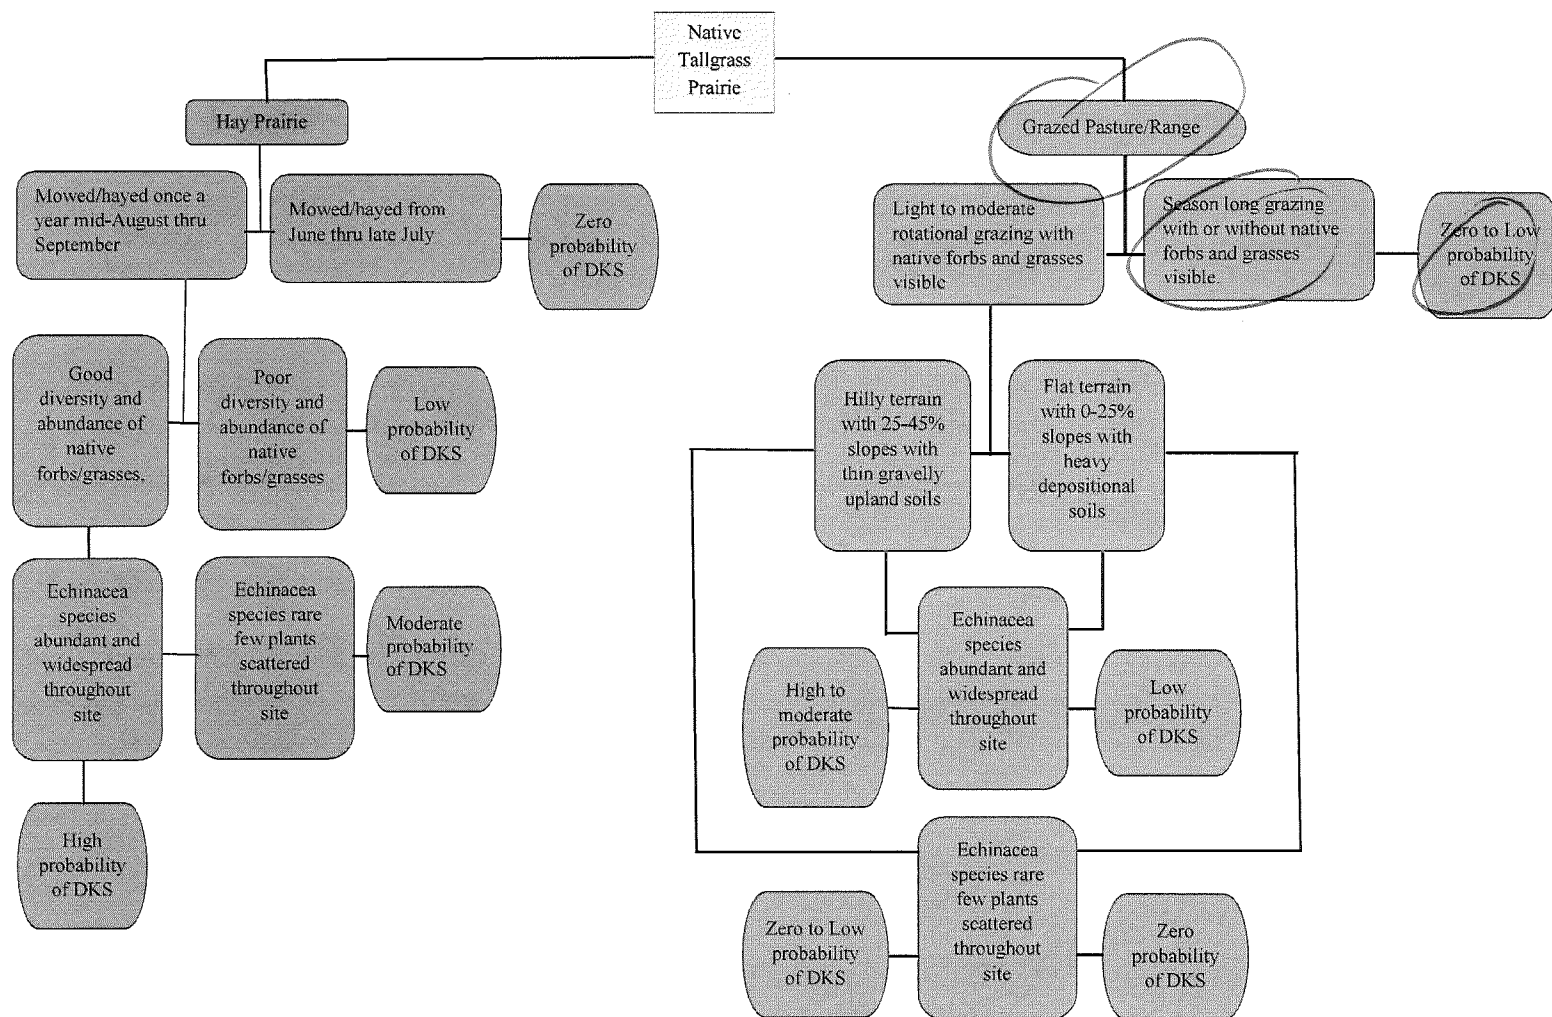 Native
Tallgrass
Prairie
Hay Prairie
Grazed Pasture/Range
Mowed/hayed once a
year mid-August thru
September
Mowed/hayed from
June thru late July
Zero
probability
of DKS
Light to moderate
rotational grazing with
native forbs and grasses
visible
Season long grazing
with or without native
forbs and grasses
visible.
Zero to Low
probability
of DKS
Good
diversity and
abundance of
native
forbs/grasses,
Poor
diversity and
abundance of
native
forbs/grasses
Low
probability
of DKS
Hilly terrain
with 25-45%
slopes with
thin gravelly
upland soils
Flat terrain
with 0-25%
slopes with
heavy
depositional
soils
Echinacea
species
abundant and
widespread
throughout
site
Echinacea
species rare
few plants
scattered
throughout
site
Moderate
probability
of DKS
Echinacea
species
abundant and
widespread
throughout
site
High to
moderate
probability
of DKS
Low
probability
of DKS
High
probability
of DKS
Echinacea
species rare
few plants
scattered
throughout
site
Zero to Low
probability
of DKS
Zero
probability
of DKS